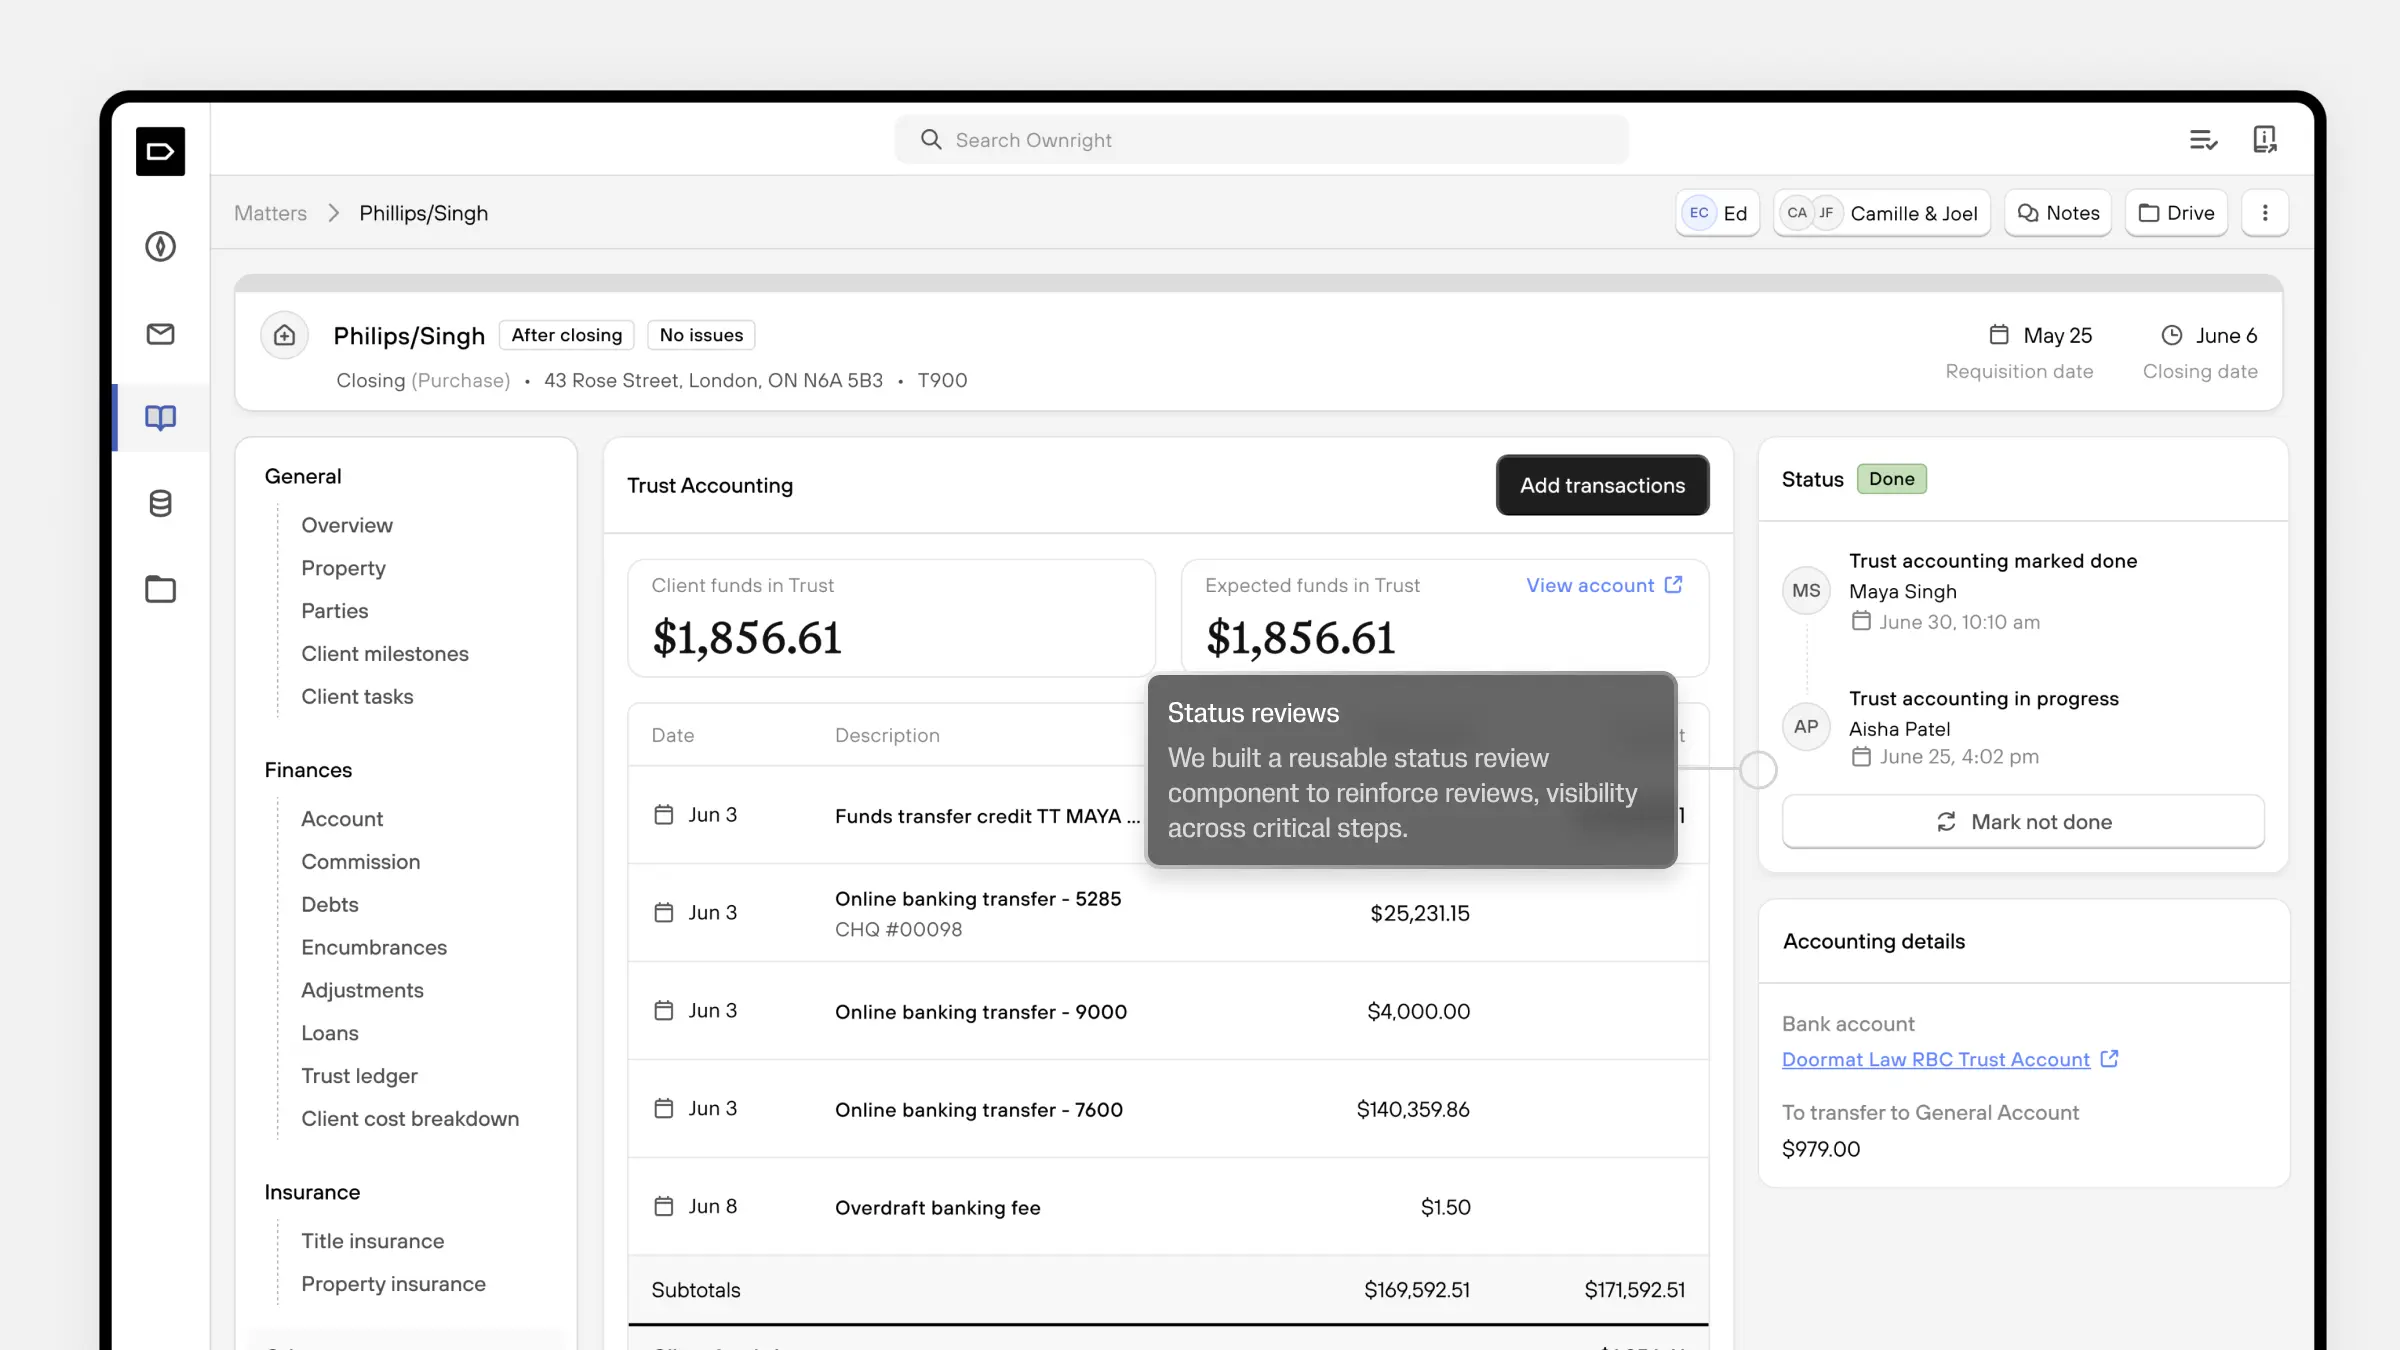 Search Ownright
Matters > Phillips/Singh
EC Ed
CA JF Camille & Joel
Notes
Drive
Philips/Singh
After closing
No issues
Closing (Purchase) • 43 Rose Street, London, ON N6A 5B3 • T900
May 25
Requisition date
June 6
Closing date
General
Overview
Property
Parties
Client milestones
Client tasks
Finances
Account
Commission
Debts
Encumbrances
Adjustments
Loans
Trust ledger
Client cost breakdown
Insurance
Title insurance
Property insurance
Trust Accounting
Add transactions
Client funds in Trust
$1,856.61
Expected funds in Trust
View account
$1,856.61
Date Description
Jun 3 Funds transfer credit TT MAYA ...
Status reviews
We built a reusable status review
component to reinforce reviews, visibility
across critical steps.
Jun 3 Online banking transfer - 5285 $25,231.15
CHQ #00098
Jun 3 Online banking transfer - 9000 $4,000.00
Jun 3 Online banking transfer - 7600 $140,359.86
Jun 8 Overdraft banking fee $1.50
Subtotals $169,592.51 $171,592.51
Status Done
MS
Trust accounting marked done
Maya Singh
June 30, 10:10 am
AP
Trust accounting in progress
Aisha Patel
June 25, 4:02 pm
Mark not done
Accounting details
Bank account
Doormat Law RBC Trust Account
To transfer to General Account
$979.00